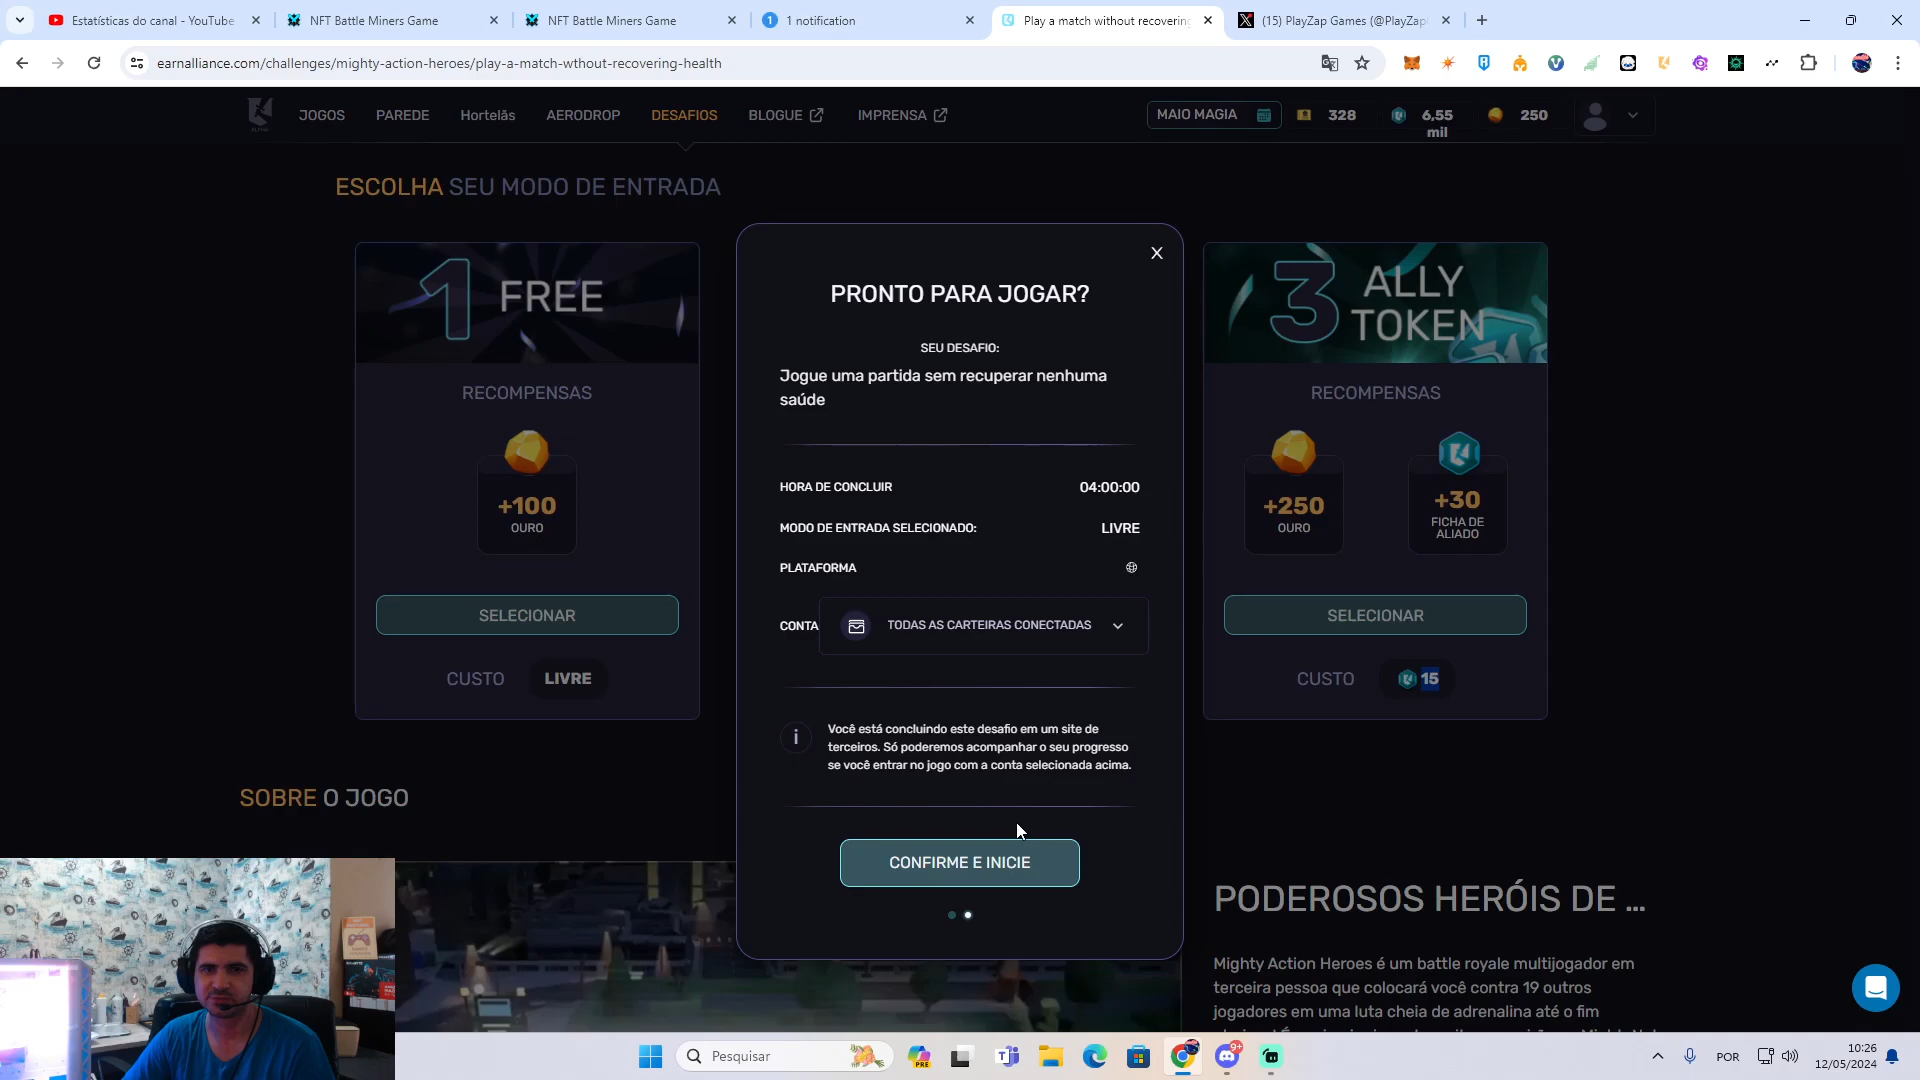 Estatísticas do canal - YouTube
NFT Battle Miners Game
NFT Battle Miners Game
1 notification
Play a match without recovering
(15) PlayZap Games (@PlayZap
earnalliance.com/challenges/mighty-action-heroes/play-a-match-wthout-recovering-health
JOGOS
PAREDE
Hortelãs
AERODROP
DESAFIOS
BLOGUE
IMPRENSA
MAIO MAGIA
328
6,55
mil
250
ESCOLHA SEU MODO DE ENTRADA
1 FREE
RECOMPENSAS
+100
OURO
SELECIONAR
CUSTO
LIVRE
X
PRONTO PARA JOGAR?
SEU DESAFIO:
Jogue uma partida sem recuperar nenhuma
saúde
HORA DE CONCLUIR
04:00:00
MODO DE ENTRADA SELECIONADO:
LIVRE
PLATAFORMA
CONTA
TODAS AS CARTEIRAS CONECTADAS
i
Você está concluindo este desafio em um site de
terceiros. Só poderemos acompanhar o seu progresso
se você entrar no jogo com a conta selecionada acima.
CONFIRME E INICIE
3 ALLY
TOKEN
RECOMPENSAS
+250
OURO
+30
FICHA DE
ALIADO
SELECIONAR
CUSTO
15
SOBRE O JOGO
PODEROSOS HERÓIS DE ...
Mighty Action Heroes é um battle royale multijogador em
terceira pessoa que colocará você contra 19 outros
jogadores em uma luta cheia de adrenalina até o fim
Pesquisar
PRE
9+
POR
10:26
12/05/2024